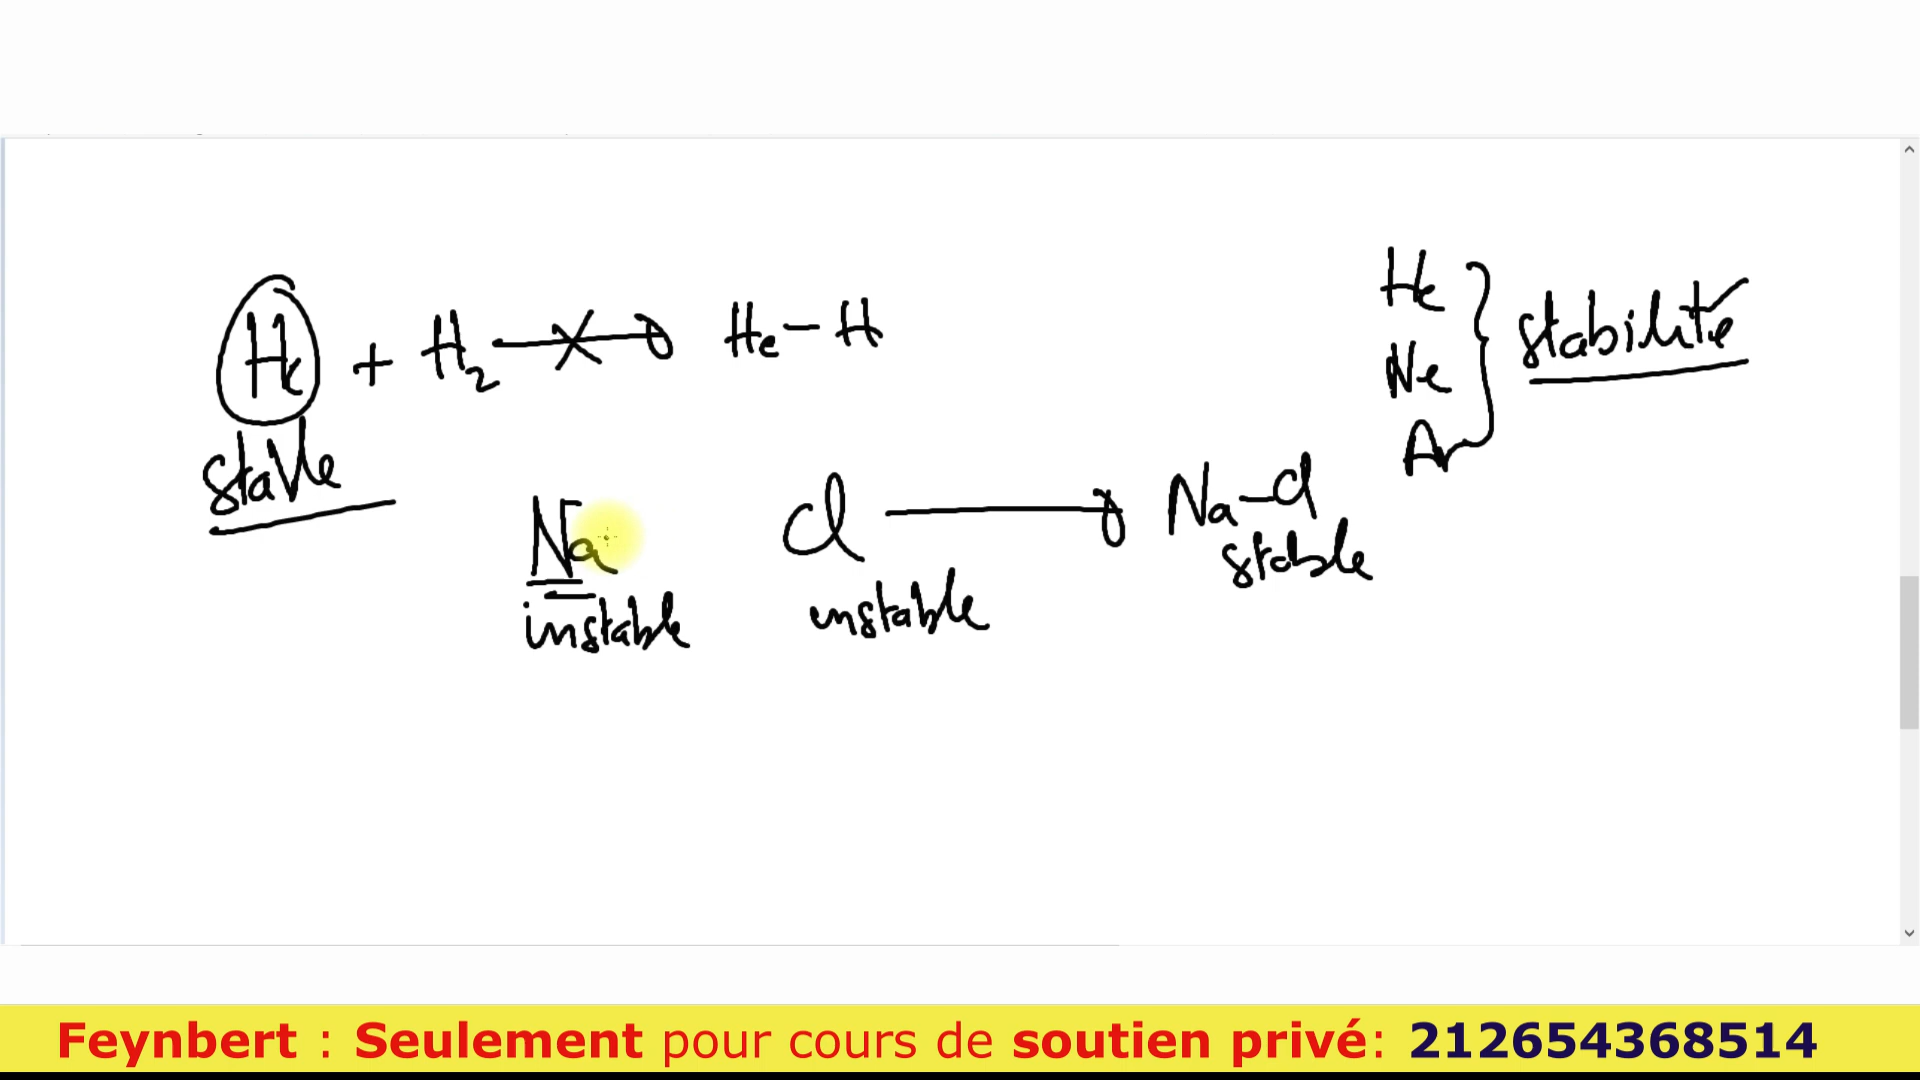 He + H2 → He-H
stable
He
Ne
Ar
stabilité
Na Cl → Na-Cl
instable instable stable
Feynbert : Seulement pour cours de soutien privé: 212654368514